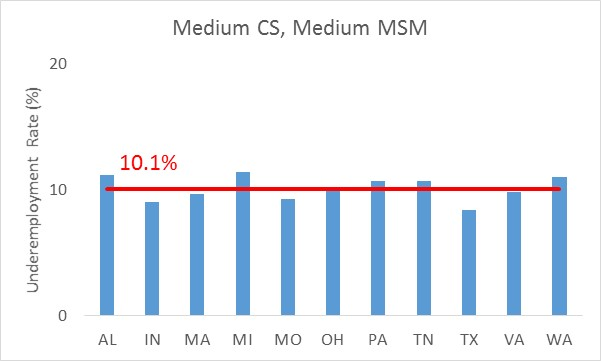 Medium CS, Medium MSM
Underemployment Rate (%)
20
10.1%
10
0
AL IN MA MI MO OH PA TN TX VA WA